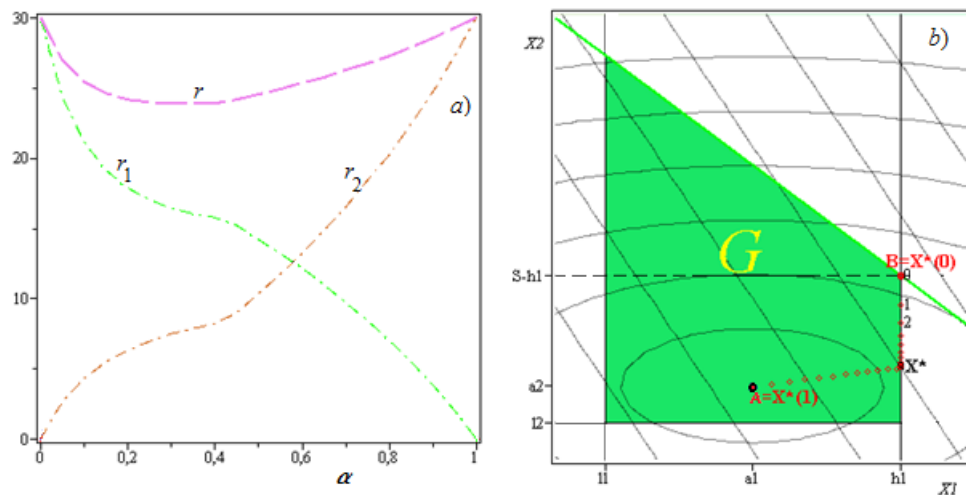 30
20
10
0
0
0,2
0,4
0,6
0,8
1
α
r
r1
r2
a)
b)
X2
S-h1
a2
l2
l1
a1
h1
X1
G
B=X*(0)
0
1
2
X*
A=X*(1)